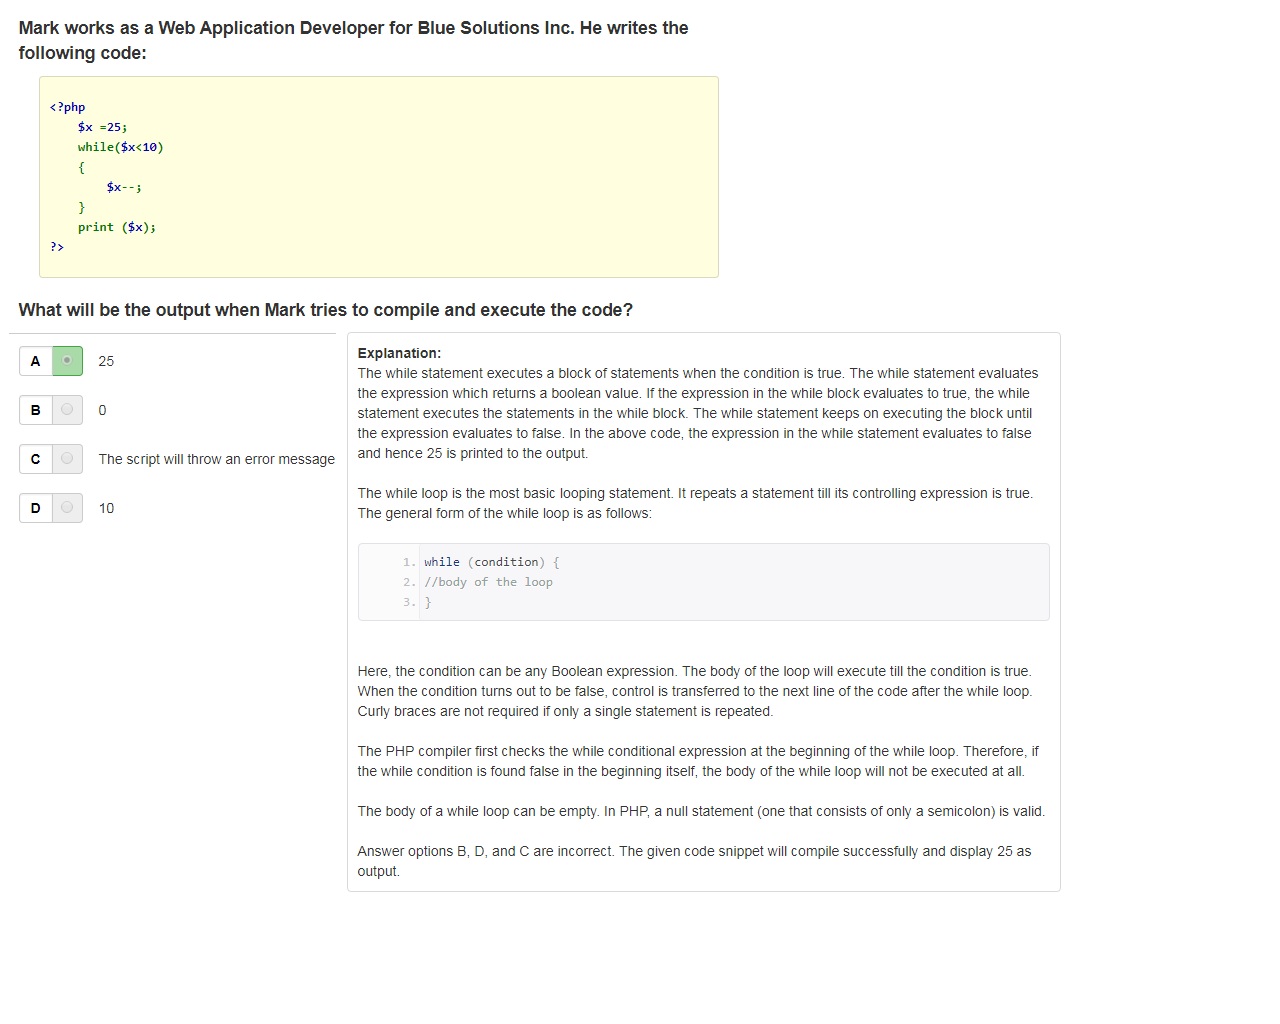 Mark works as a Web Application Developer for Blue Solutions Inc. He writes the
following code:
<?php
$x =25;
while($x<10)
{
$x--;
}
print ($x);
?>
What will be the output when Mark tries to compile and execute the code?
A 25
B 0
C The script will throw an error message
D 10
Explanation:
The while statement executes a block of statements when the condition is true. The while statement evaluates
the expression which returns a boolean value. If the expression in the while block evaluates to true, the while
statement executes the statements in the while block. The while statement keeps on executing the block until
the expression evaluates to false. In the above code, the expression in the while statement evaluates to false
and hence 25 is printed to the output.
The while loop is the most basic looping statement. It repeats a statement till its controlling expression is true.
The general form of the while loop is as follows:
1. while (condition) {
2. //body of the loop
3. }
Here, the condition can be any Boolean expression. The body of the loop will execute till the condition is true.
When the condition turns out to be false, control is transferred to the next line of the code after the while loop.
Curly braces are not required if only a single statement is repeated.
The PHP compiler first checks the while conditional expression at the beginning of the while loop. Therefore, if
the while condition is found false in the beginning itself, the body of the while loop will not be executed at all.
The body of a while loop can be empty. In PHP, a null statement (one that consists of only a semicolon) is valid.
Answer options B, D, and C are incorrect. The given code snippet will compile successfully and display 25 as
output.